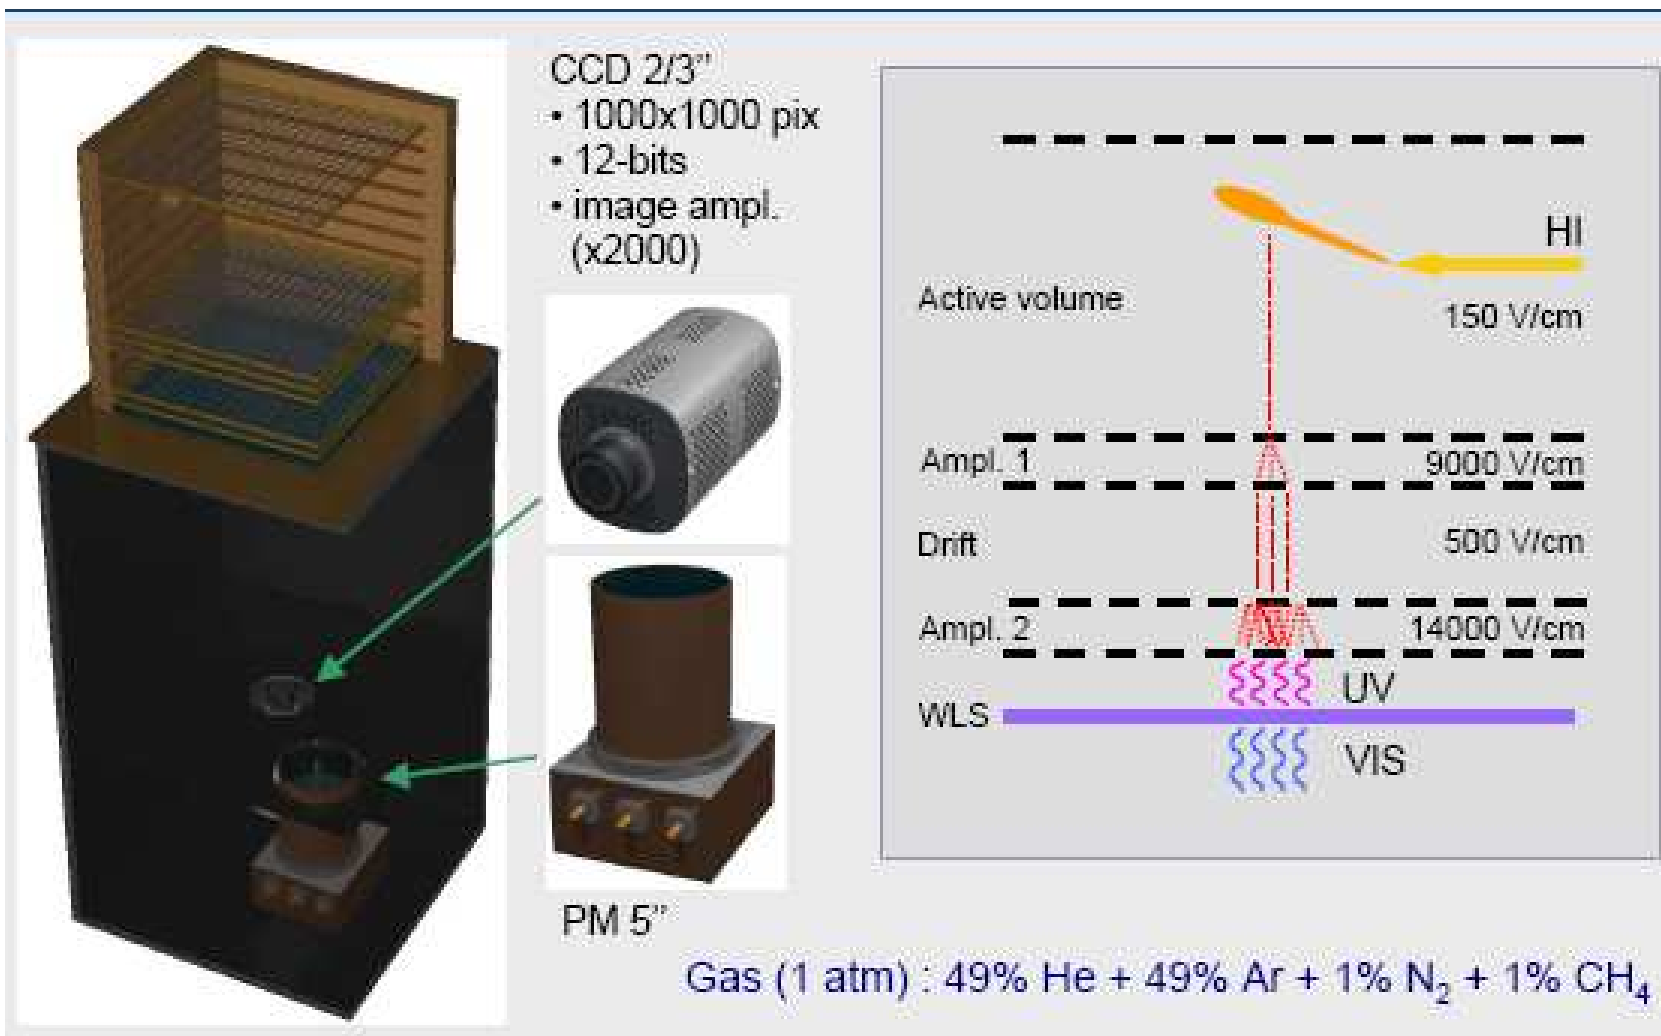 CCD 2/3”
• 1000x1000 pix
• 12-bits
• image ampl.
(x2000)
PM 5”
HI
Active volume
150 V/cm
Ampl. 1
9000 V/cm
Drift
500 V/cm
Ampl. 2
14000 V/cm
UV
WLS
VIS
Gas (1 atm) : 49% He + 49% Ar + 1% N₂ + 1% CH₄